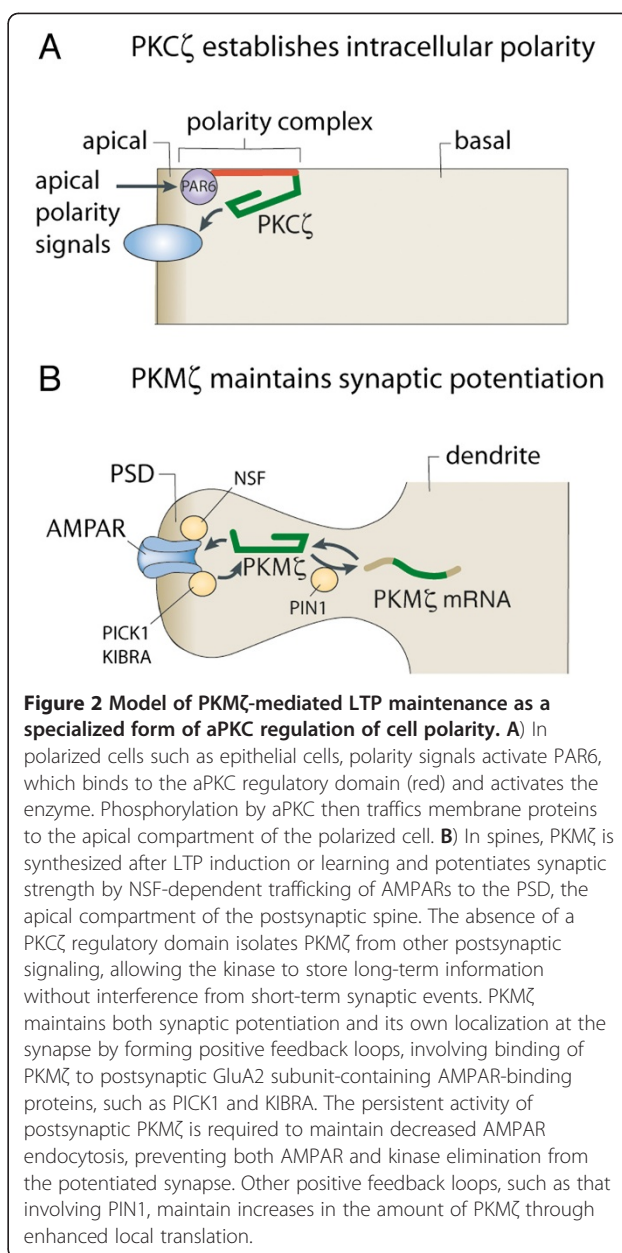 A PKCζ establishes intracellular polarity
polarity complex
apical
basal
apical
polarity
signals
PAR6
PKCζ
B PKMζ maintains synaptic potentiation
dendrite
PSD
NSF
AMPAR
PKMζ
PIN1
PKMζ mRNA
PICK1
KIBRA
Figure 2 Model of PKMζ-mediated LTP maintenance as a
specialized form of aPKC regulation of cell polarity. A) In
polarized cells such as epithelial cells, polarity signals activate PAR6,
which binds to the aPKC regulatory domain (red) and activates the
enzyme. Phosphorylation by aPKC then traffics membrane proteins
to the apical compartment of the polarized cell. B) In spines, PKMζ is
synthesized after LTP induction or learning and potentiates synaptic
strength by NSF-dependent trafficking of AMPARs to the PSD, the
apical compartment of the postsynaptic spine. The absence of a
PKCζ regulatory domain isolates PKMζ from other postsynaptic
signaling, allowing the kinase to store long-term information
without interference from short-term synaptic events. PKMζ
maintains both synaptic potentiation and its own localization at the
synapse by forming positive feedback loops, involving binding of
PKMζ to postsynaptic GluA2 subunit-containing AMPAR-binding
proteins, such as PICK1 and KIBRA. The persistent activity of
postsynaptic PKMζ is required to maintain decreased AMPAR
endocytosis, preventing both AMPAR and kinase elimination from
the potentiated synapse. Other positive feedback loops, such as that
involving PIN1, maintain increases in the amount of PKMζ through
enhanced local translation.